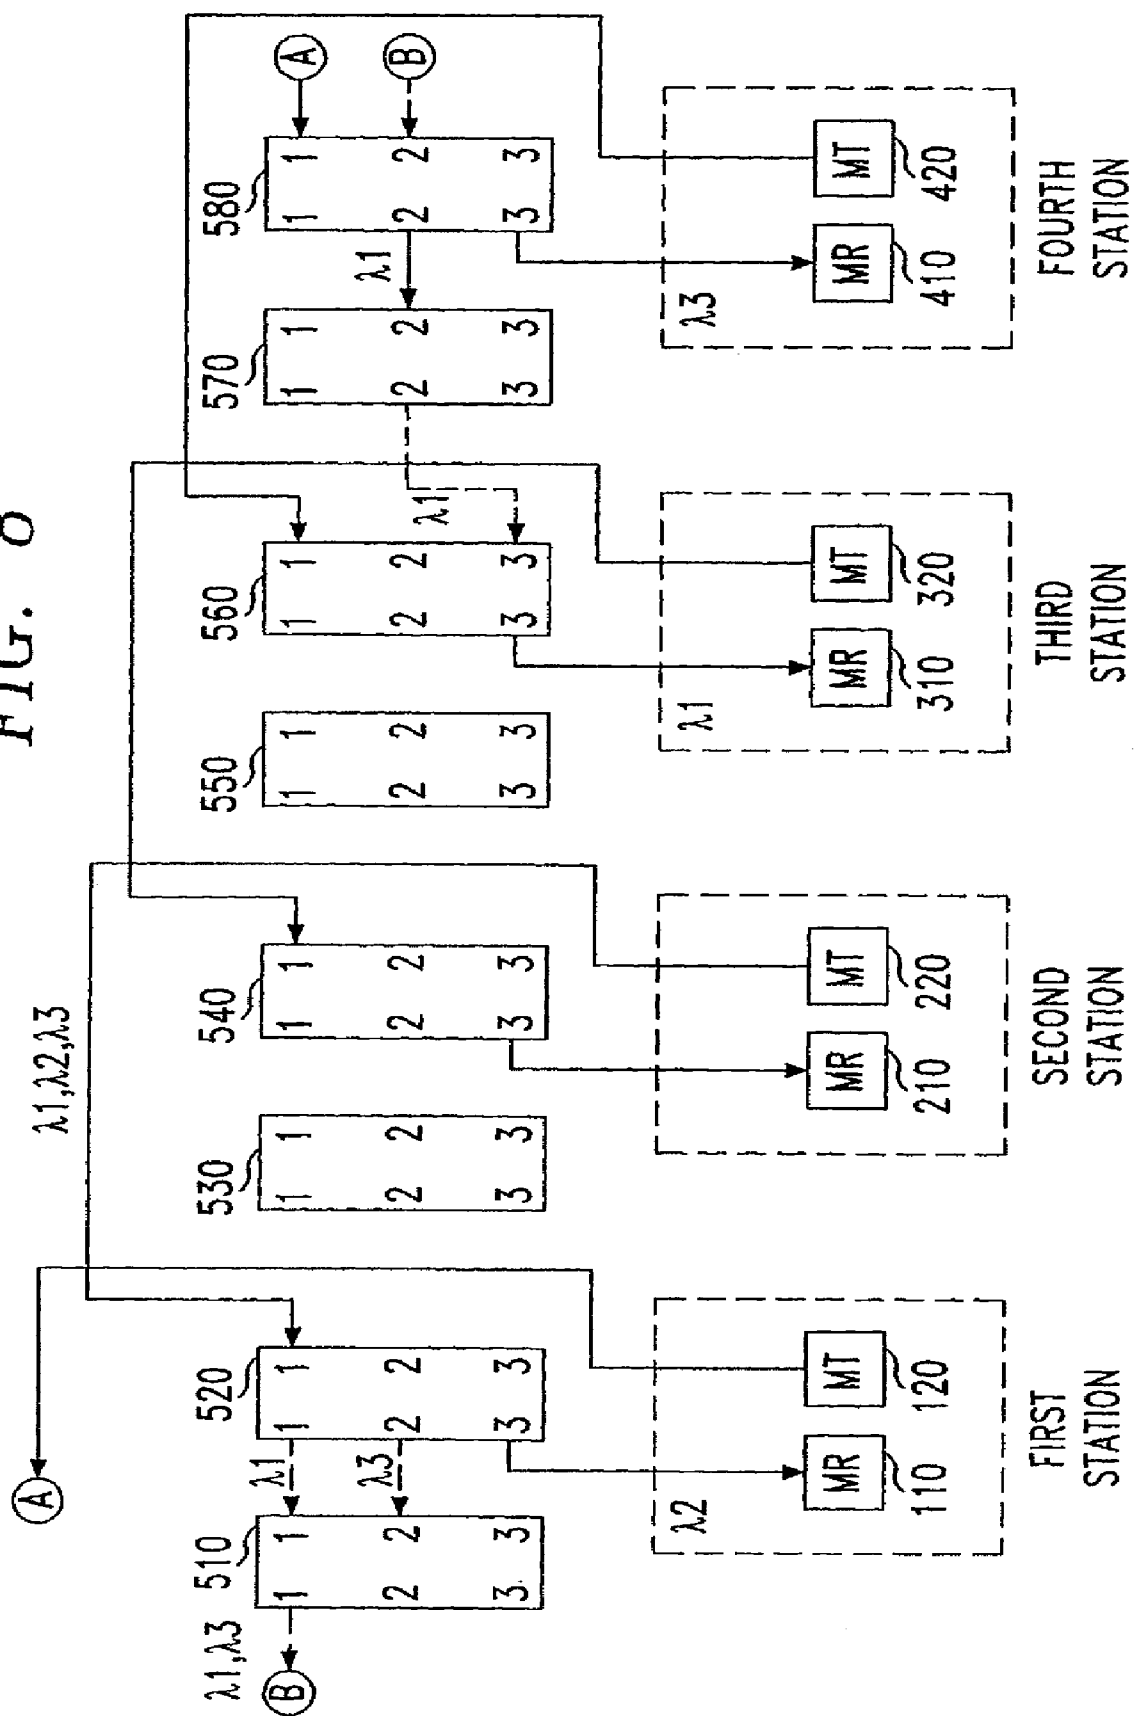 FIG. 8
A
λ1,λ2,λ3
λ1,λ3
B
510
1 1
2 2
3 3
λ1
λ3
520
1 1
2 2
3 3
530
1 1
2 2
3 3
540
1 1
2 2
3 3
550
1 1
2 2
3 3
560
1 1
2 2
3 3
λ1
570
1 1
2 2
3 3
λ1
580
1 1
2 2
3 3
A
B
λ2
MR
110
MT
120
FIRST
STATION
MR
210
MT
220
SECOND
STATION
λ1
MR
310
MT
320
THIRD
STATION
λ3
MR
410
MT
420
FOURTH
STATION